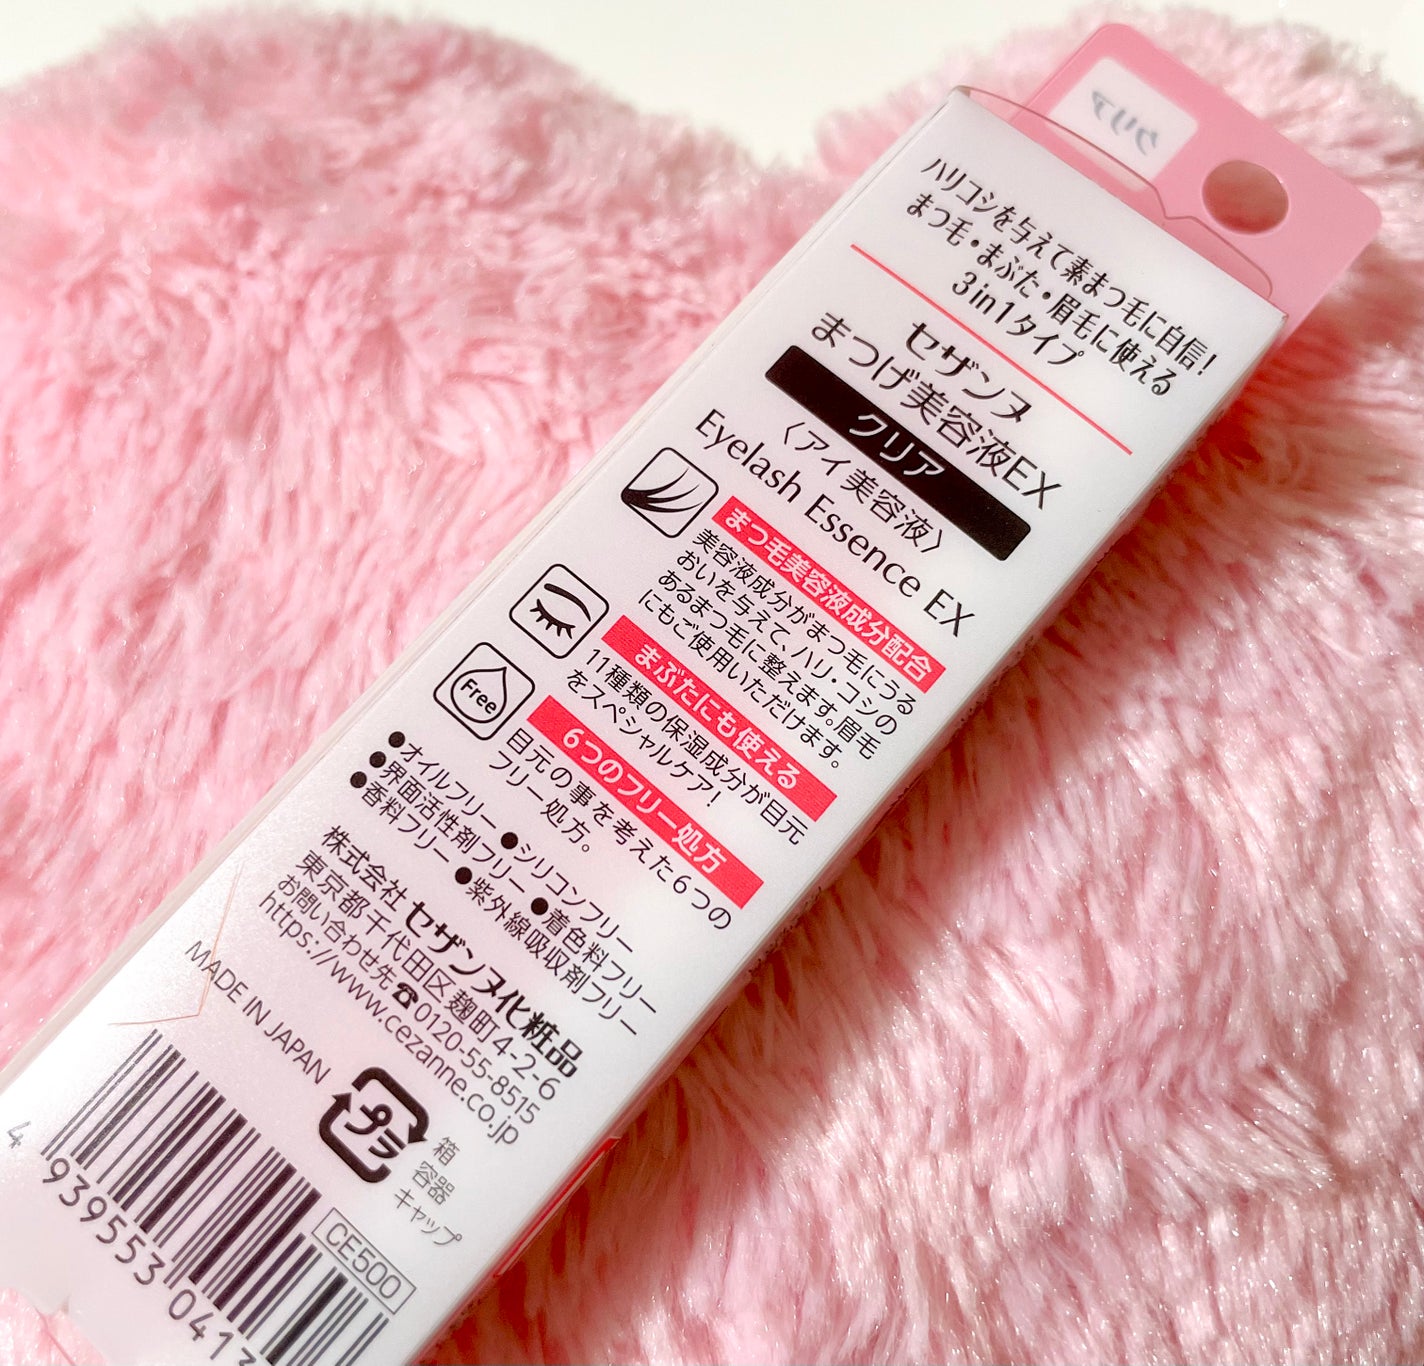 クリア
ハリコシを与えて素まつ毛に自信！
まつ毛・まぶた・眉毛に使える
3in1タイプ
セザンヌ
まつげ美容液EX
クリア
〈アイ美容液〉
Eyelash Essence EX
まつ毛美容液成分配合
美容液成分がまつ毛にうる
おいを与えて、ハリ・コシの
あるまつ毛に整えます。眉毛
にもご使用いただけます。
まぶたにも使える
11種類の保湿成分が目元
をスペシャルケア！
Free
6つのフリー処方
目元の事を考えた6つの
フリー処方。
●オイルフリー ●シリコンフリー
●界面活性剤フリー ●着色料フリー
●香料フリー ●紫外線吸収剤フリー
株式会社 セザンヌ化粧品
東京都千代田区麹町4-2-6
お問い合わせ先☎0120-55-8515
https://www.cezanne.co.jp
MADE IN JAPAN
プラ
箱
容器
キャップ
CE500
4 939553 041